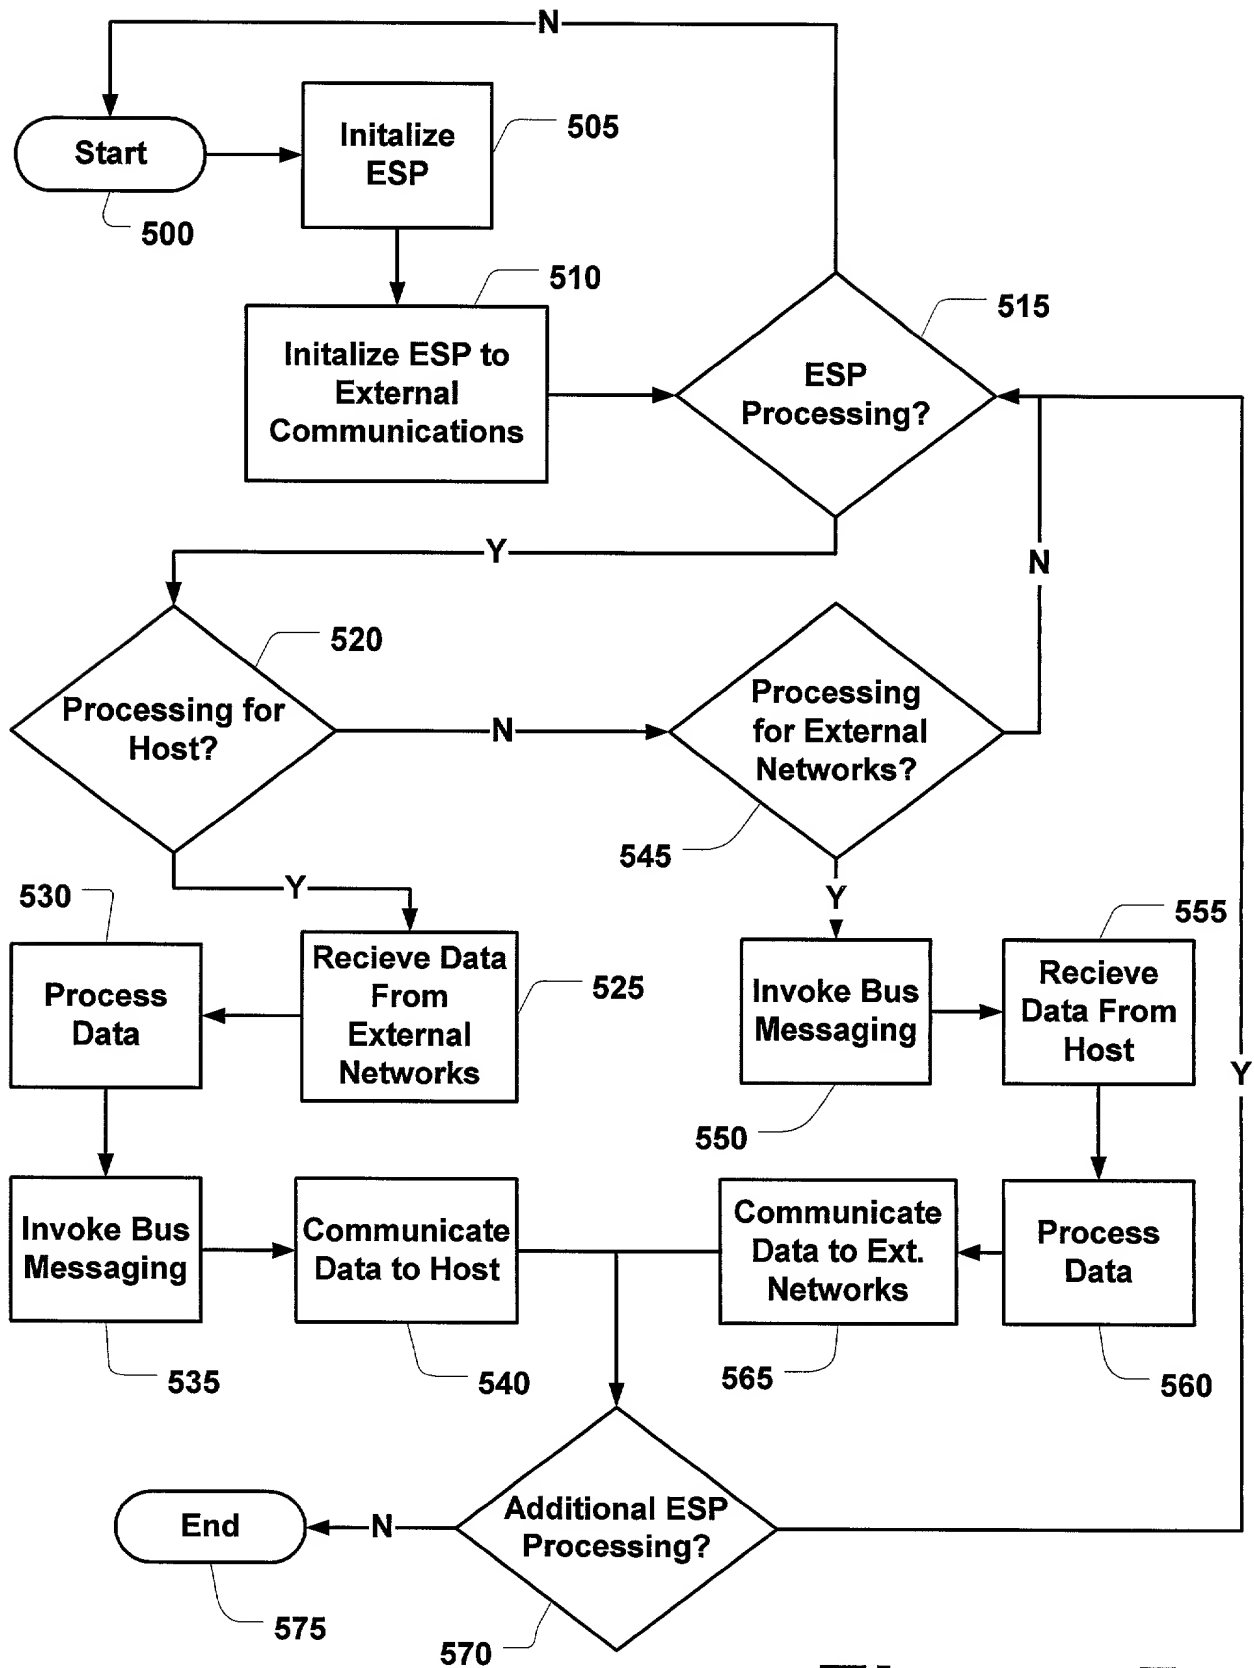 N
Start
500
Initalize
ESP
505
510
Initalize ESP to
External
Communications
ESP
Processing?
515
Y
N
Processing for
Host?
520
N
Processing
for External
Networks?
545
Y
Y
530
Process
Data
Recieve Data
From
External
Networks
525
Invoke Bus
Messaging
550
555
Recieve
Data From
Host
Y
Invoke Bus
Messaging
535
Communicate
Data to Host
540
Communicate
Data to Ext.
Networks
565
Process
Data
560
Additional ESP
Processing?
570
N
End
575